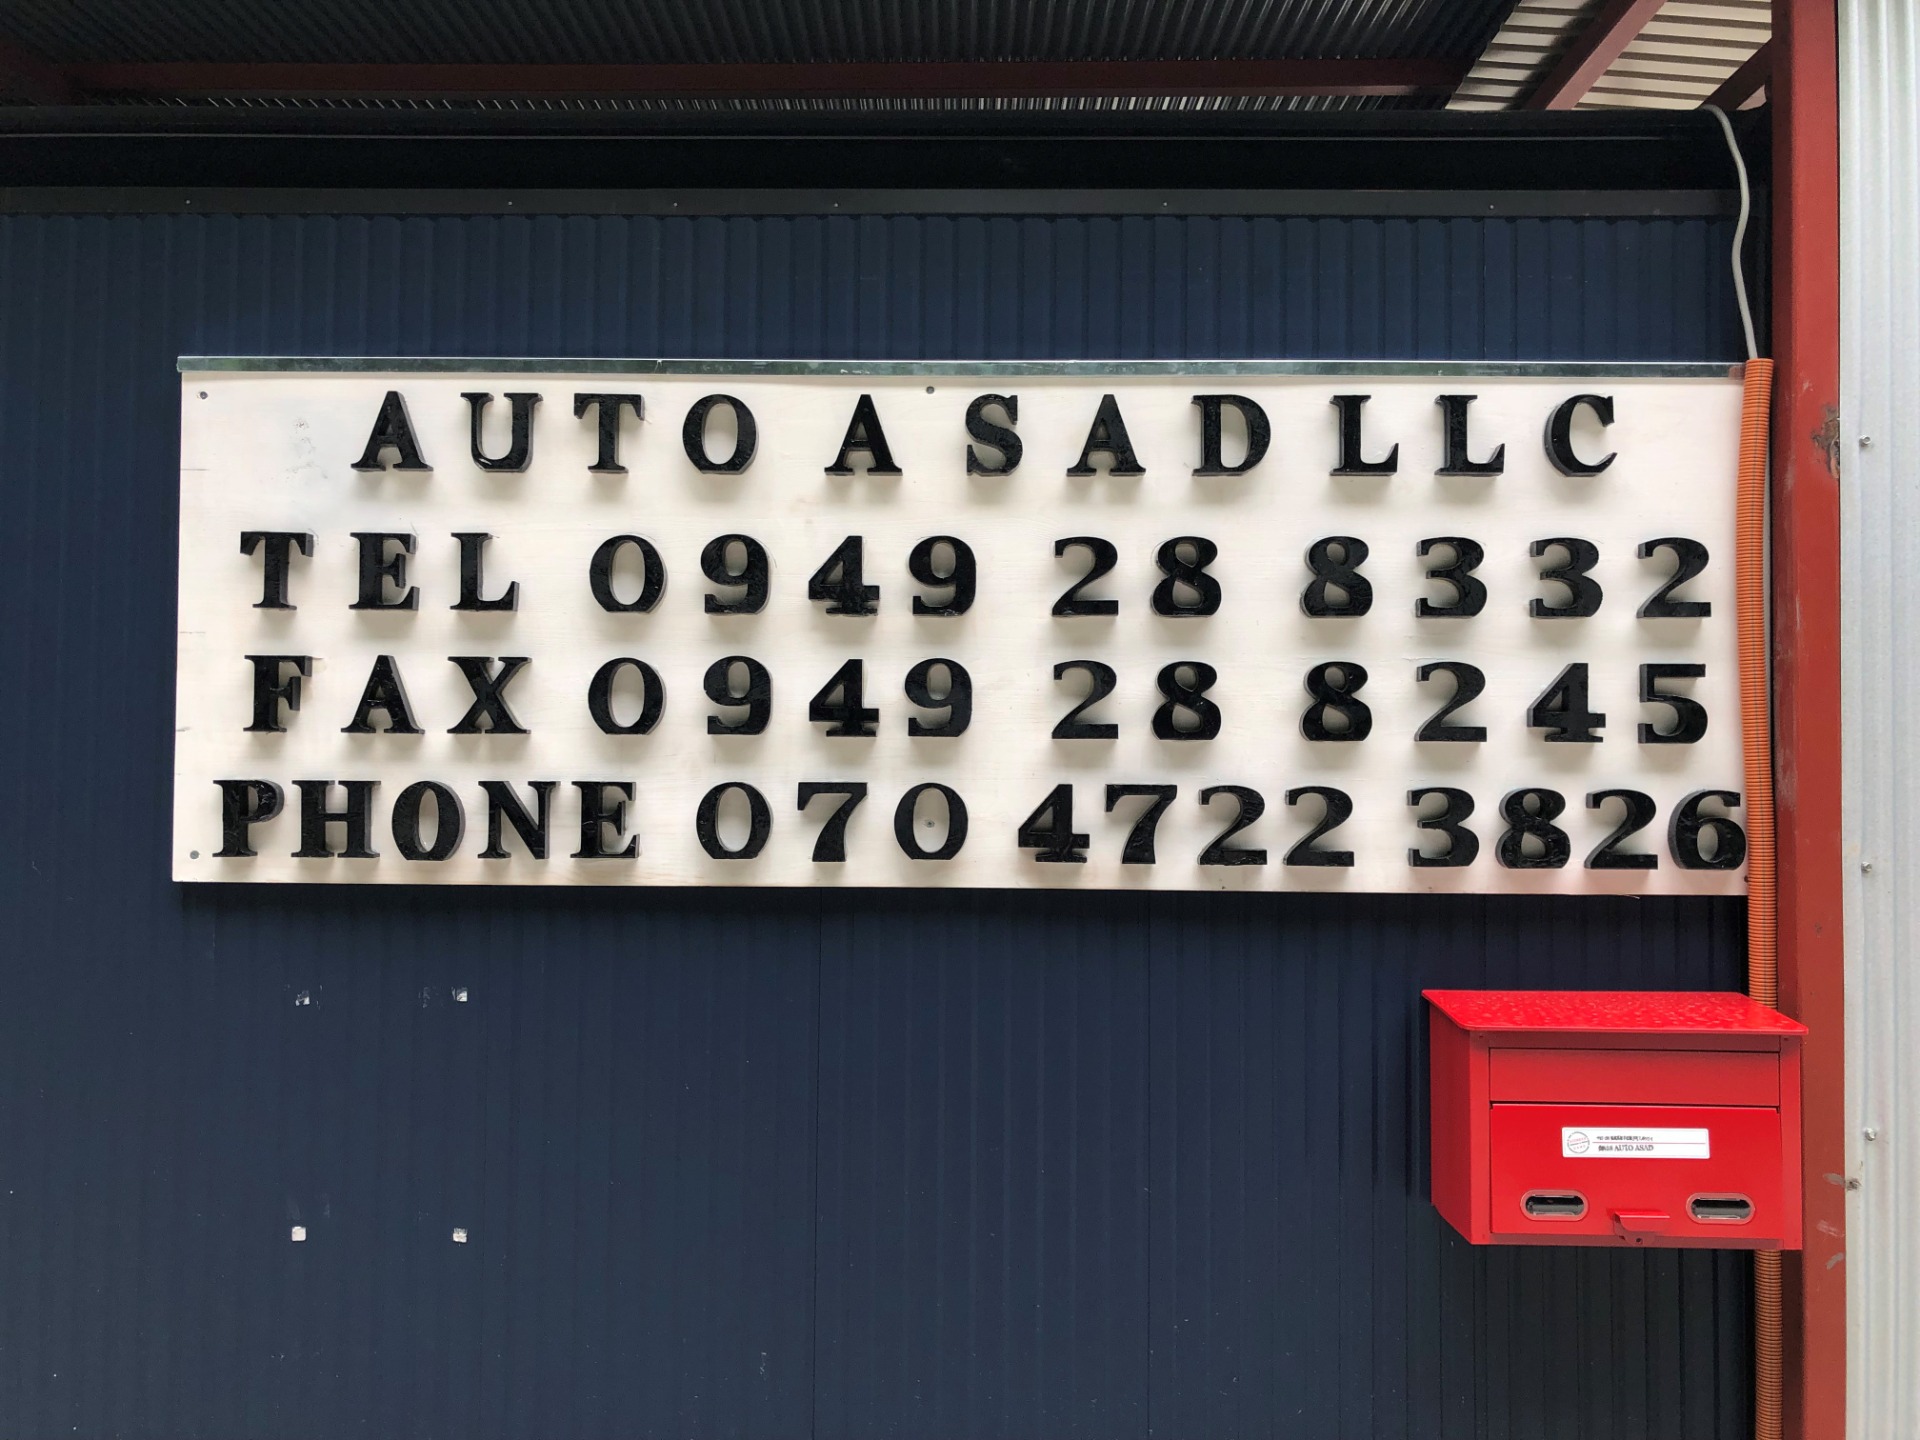 AUTO ASAD LLC
TEL 0949 28 8332
FAX 0949 28 8245
PHONE 070 4722 3826
AUTO ASAD